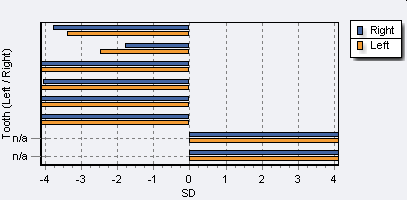 Right
Left
Tooth (Left / Right)
n/a
n/a
-4 -3 -2 -1 0 1 2 3 4
SD